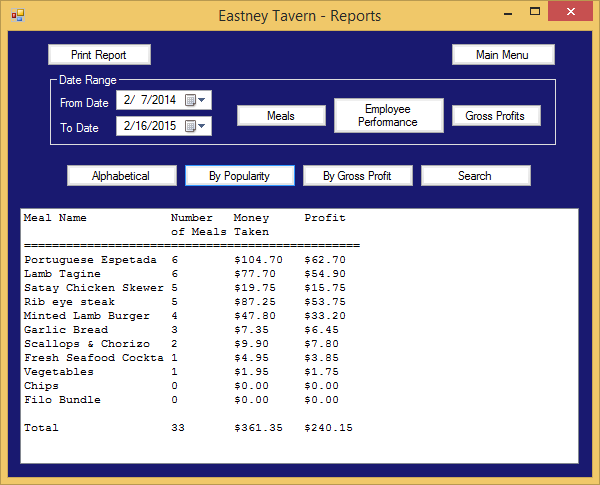 Eastney Tavern - Reports
Print Report
Main Menu
Date Range
From Date 2/ 7/2014
To Date 2/16/2015
Meals
Employee
Performance
Gross Profits
Alphabetical
By Popularity
By Gross Profit
Search
Meal Name Number Money Profit
of Meals Taken
================================================
Portuguese Espetada 6 $104.70 $62.70
Lamb Tagine 6 $77.70 $54.90
Satay Chicken Skewer 5 $19.75 $15.75
Rib eye steak 5 $87.25 $53.75
Minted Lamb Burger 4 $47.80 $33.20
Garlic Bread 3 $7.35 $6.45
Scallops & Chorizo 2 $9.90 $7.80
Fresh Seafood Cockta 1 $4.95 $3.85
Vegetables 1 $1.95 $1.75
Chips 0 $0.00 $0.00
Filo Bundle 0 $0.00 $0.00
Total 33 $361.35 $240.15